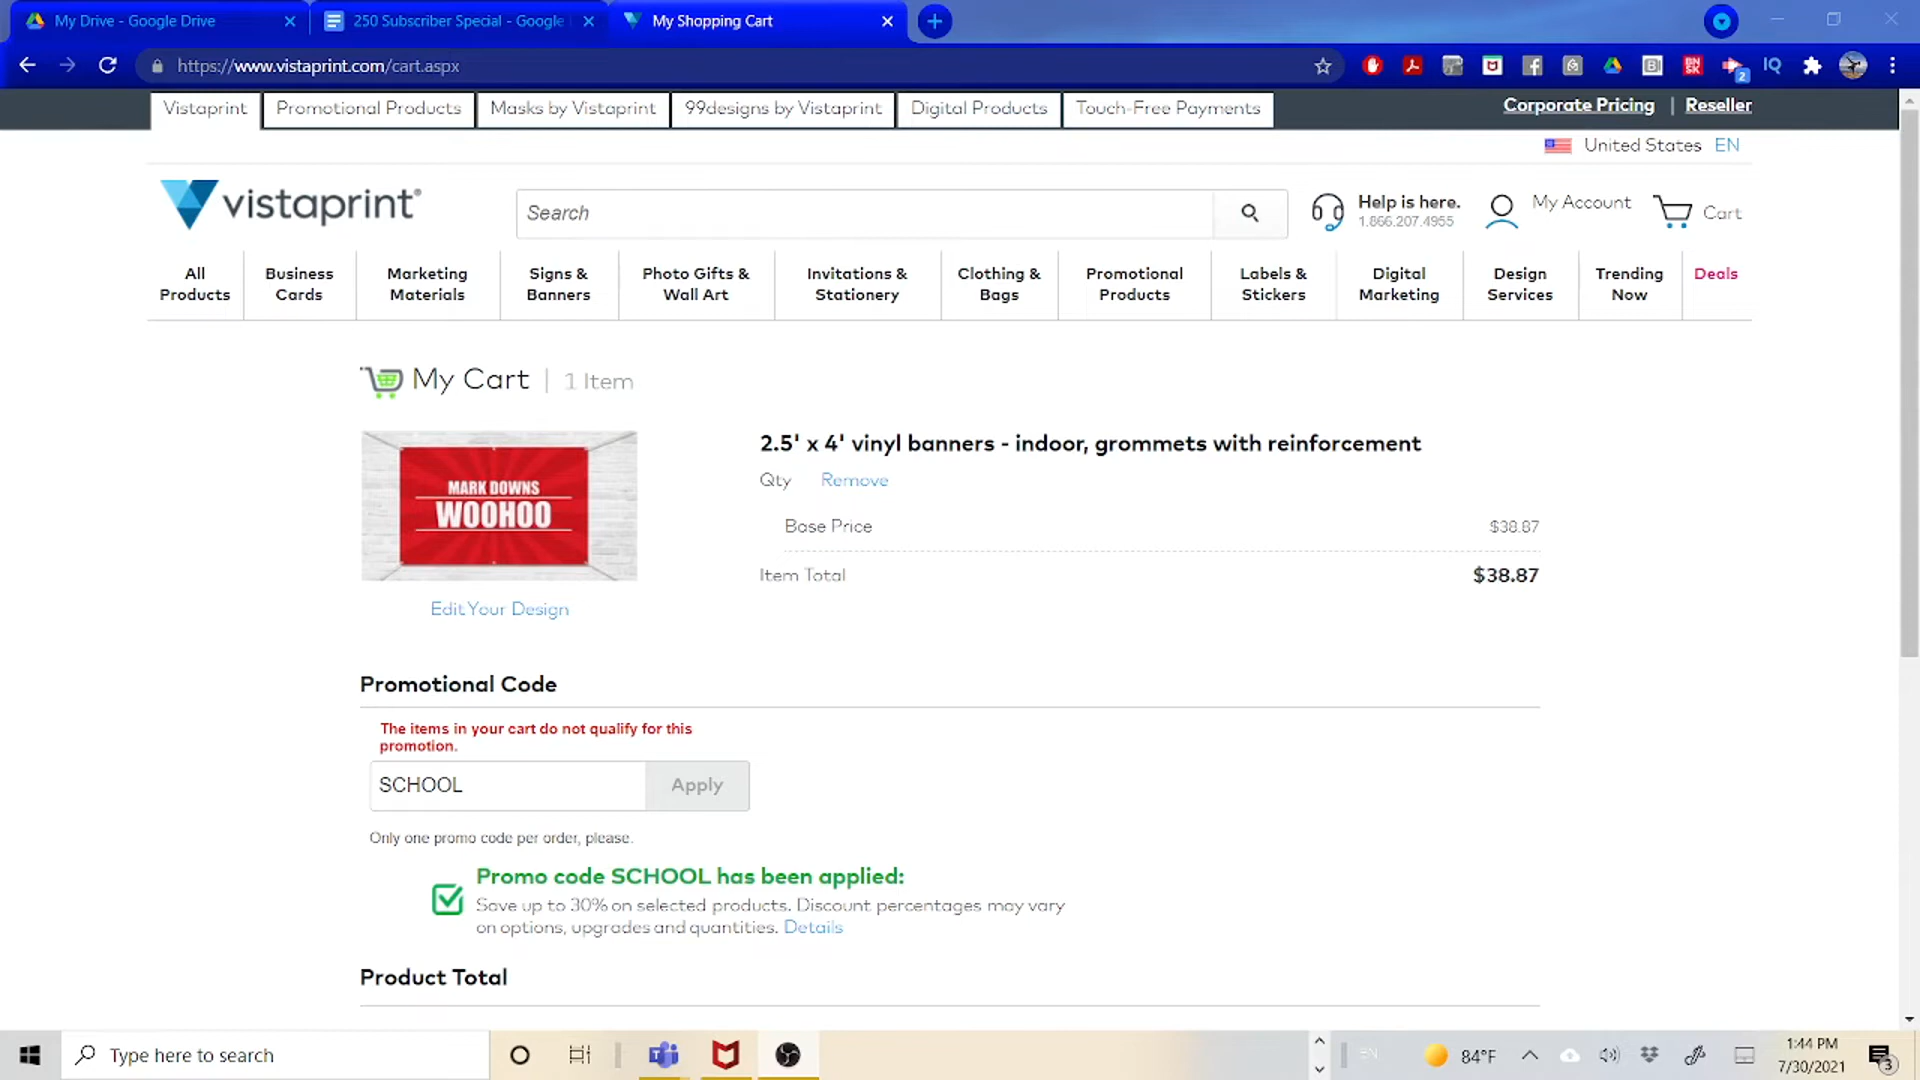 My Drive - Google Drive
250 Subscriber Special - Google
My Shopping Cart
https://www.vistaprint.com/cart.aspx
2
IQ
Vistaprint
Promotional Products
Masks by Vistaprint
99designs by Vistaprint
Digital Products
Touch-Free Payments
Corporate Pricing | Reseller
United States EN
vistaprint
Search
Help is here.
1.866.207.4955
My Account
Cart
All
Products
Business
Cards
Marketing
Materials
Signs &
Banners
Photo Gifts &
Wall Art
Invitations &
Stationery
Clothing &
Bags
Promotional
Products
Labels &
Stickers
Digital
Marketing
Design
Services
Trending
Now
Deals
My Cart | 1 Item
MARK DOWNS
WOOHOO
Edit Your Design
2.5' x 4' vinyl banners - indoor, grommets with reinforcement
Qty Remove
Base Price $38.87
Item Total $38.87
Promotional Code
The items in your cart do not qualify for this
promotion.
SCHOOL
Apply
Only one promo code per order, please.
Promo code SCHOOL has been applied:
Save up to 30% on selected products. Discount percentages may vary
on options, upgrades and quantities. Details
Product Total
Type here to search
EN
84°F
1:44 PM
7/30/2021
3